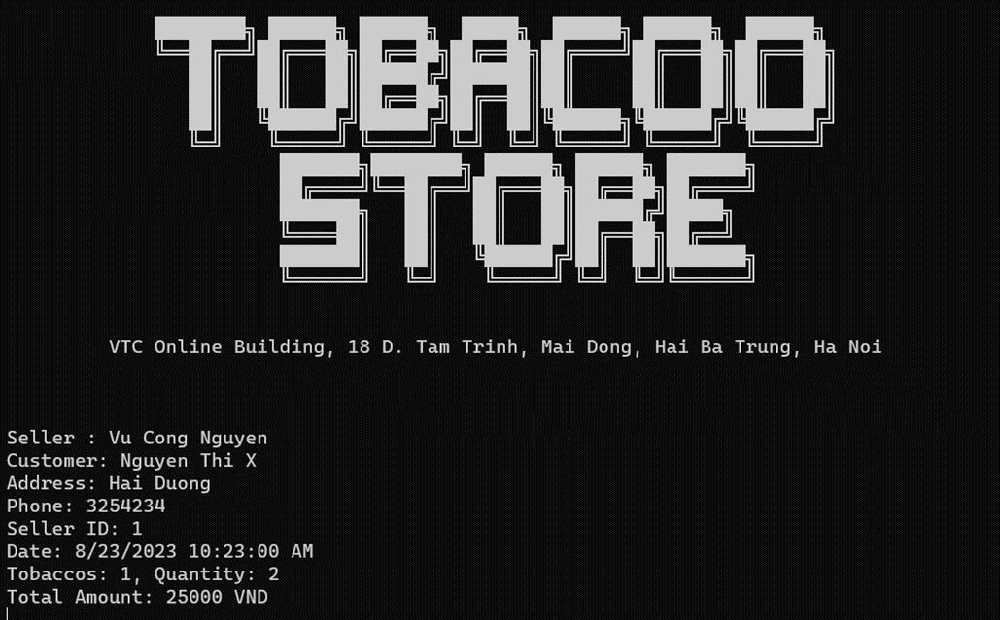 TOBACOO
STORE
VTC Online Building, 18 D. Tam Trinh, Mai Dong, Hai Ba Trung, Ha Noi
Seller : Vu Cong Nguyen
Customer: Nguyen Thi X
Address: Hai Duong
Phone: 3254234
Seller ID: 1
Date: 8/23/2023 10:23:00 AM
Tobaccos: 1, Quantity: 2
Total Amount: 25000 VND